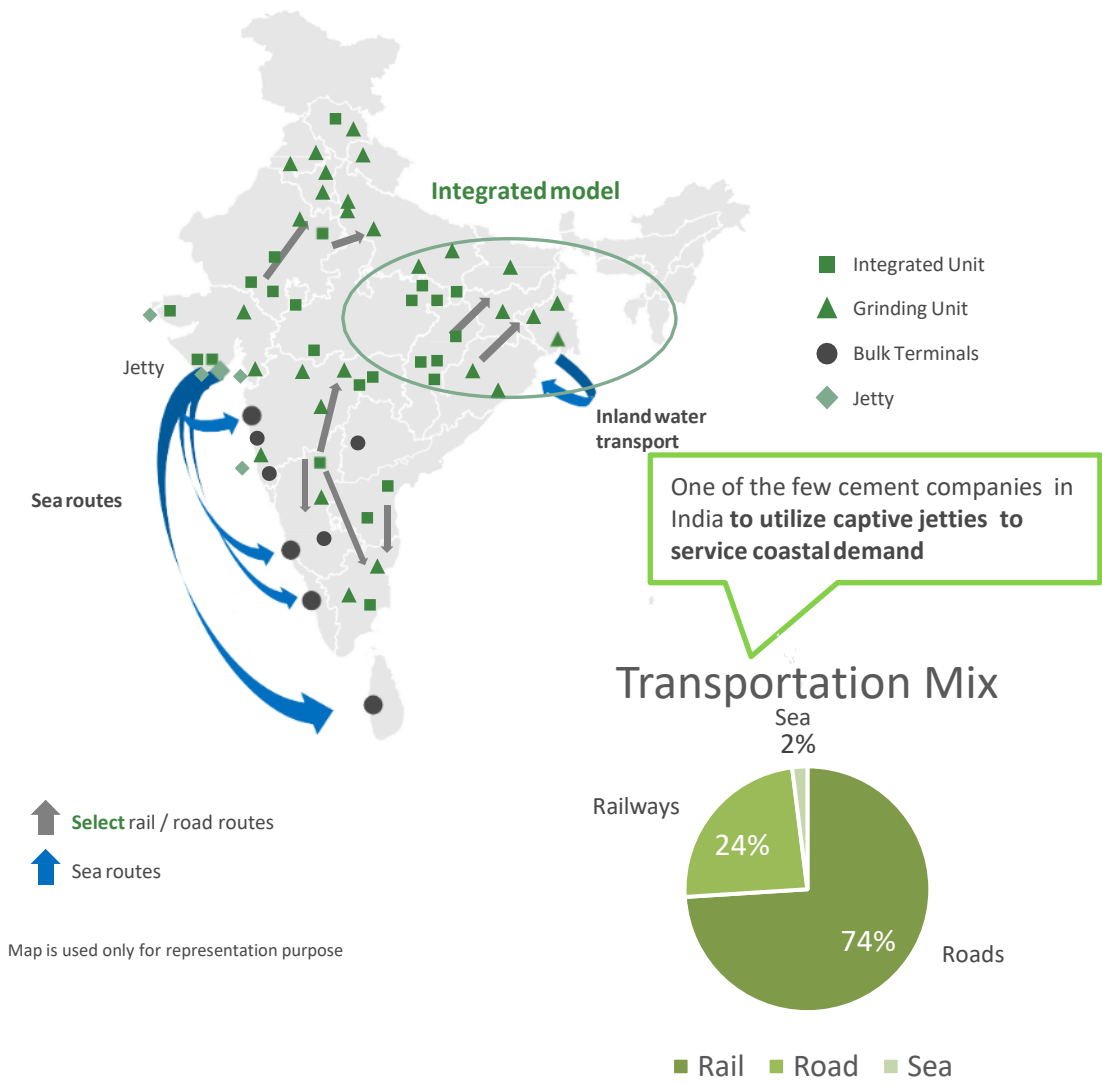 Integrated model
Integrated Unit
Grinding Unit
Bulk Terminals
Jetty
Jetty
Inland water
transport
Sea routes
One of the few cement companies in
India to utilize captive jetties to
service coastal demand
Transportation Mix
Sea
2%
Railways
24%
74%
Roads
Select rail / road routes
Sea routes
Map is used only for representation purpose
Rail Road Sea